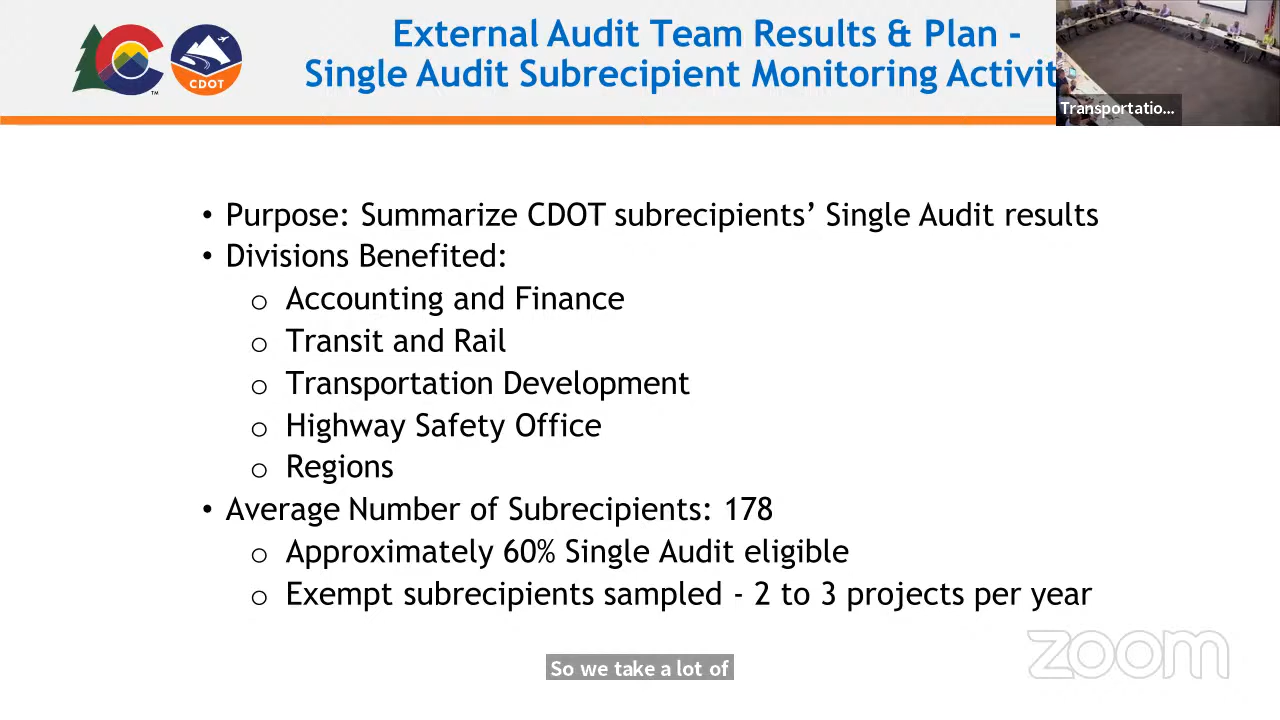 External Audit Team Results & Plan -
Single Audit Subrecipient Monitoring Activit
CDOT
TM
Transportatio...
• Purpose: Summarize CDOT subrecipients’ Single Audit results
• Divisions Benefited:
o Accounting and Finance
o Transit and Rail
o Transportation Development
o Highway Safety Office
o Regions
• Average Number of Subrecipients: 178
o Approximately 60% Single Audit eligible
o Exempt subrecipients sampled - 2 to 3 projects per year
zoom
So we take a lot of